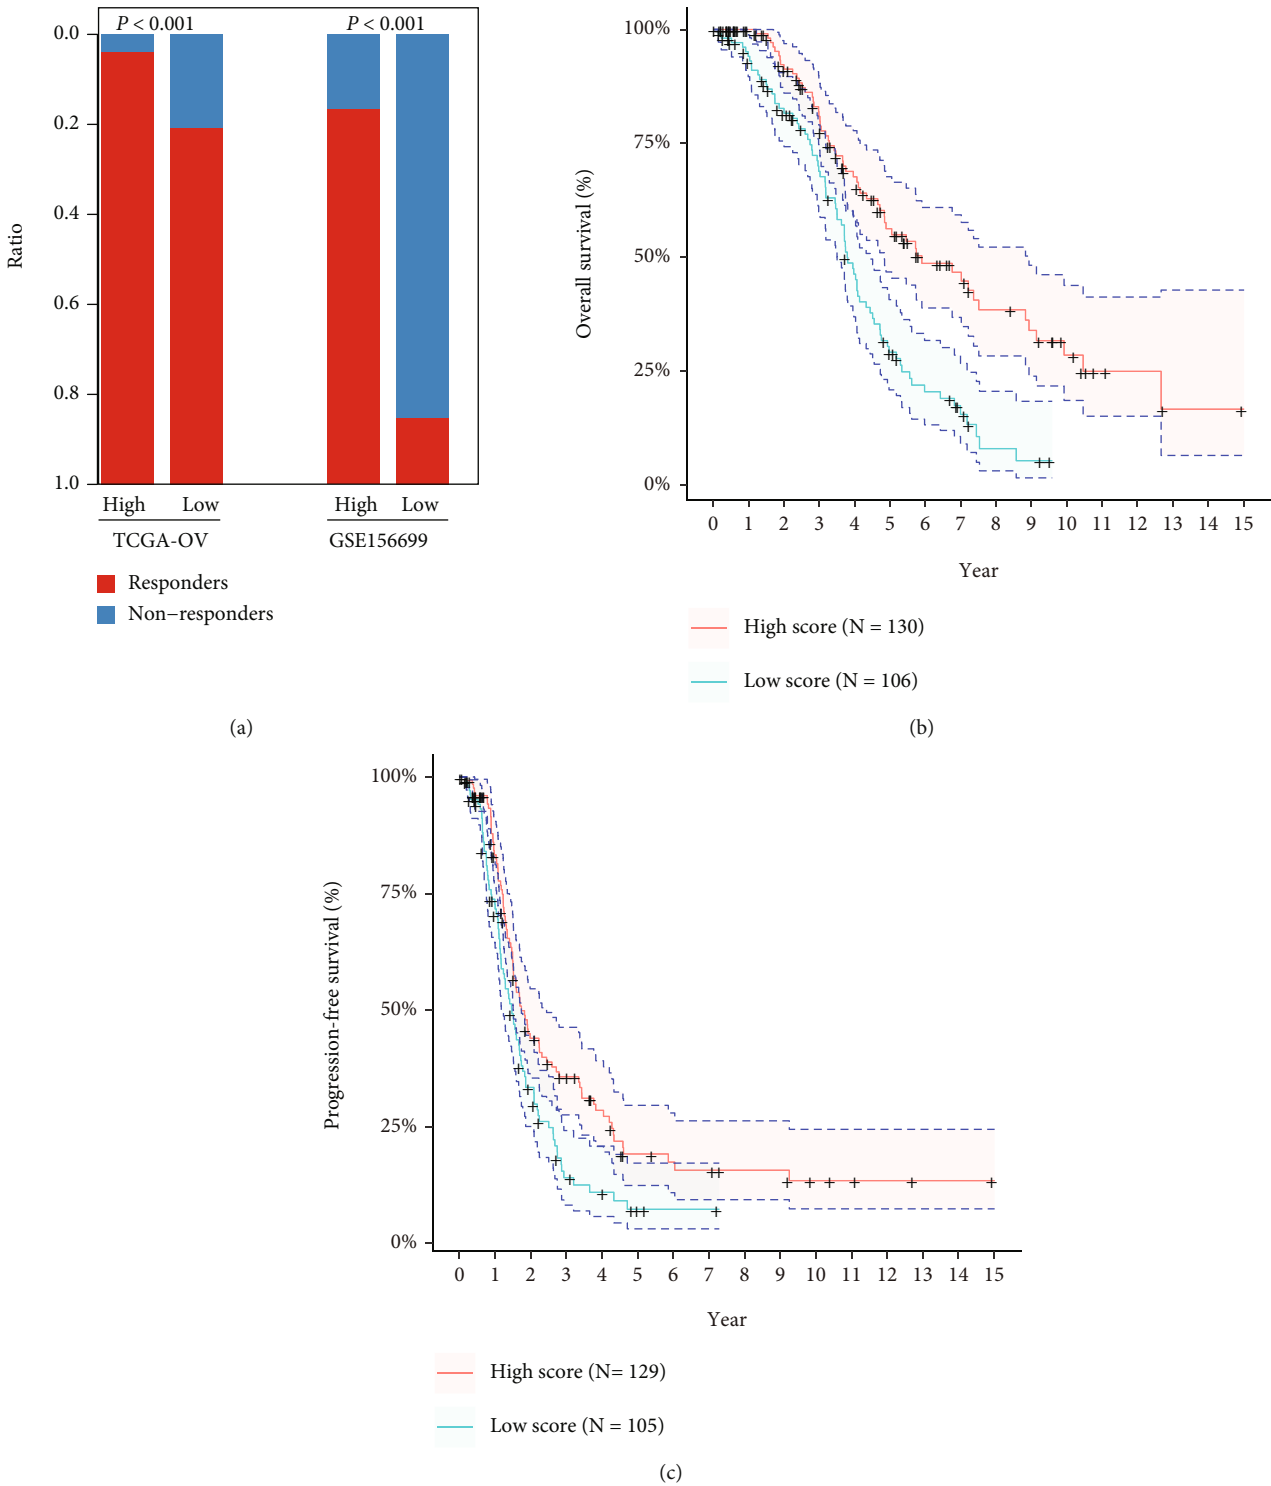 P < 0.001 P < 0.001
0.0
0.2
0.4
0.6
0.8
1.0
Ratio
High Low High Low
TCGA-OV GSE156699
Responders
Non−responders
(a)
100%
75%
50%
25%
0%
Overall survival (%)
0 1 2 3 4 5 6 7 8 9 10 11 12 13 14 15
Year
High score (N = 130)
Low score (N = 106)
(b)
100%
75%
50%
25%
0%
Progression-free survival (%)
0 1 2 3 4 5 6 7 8 9 10 11 12 13 14 15
Year
High score (N= 129)
Low score (N = 105)
(c)